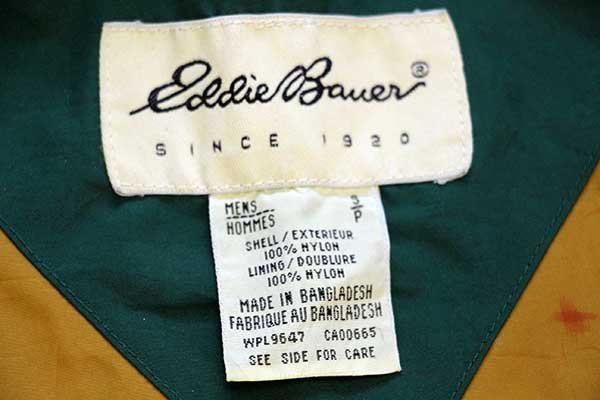 Eddie Bauer®
SINCE 1920
MENS S/P
HOMMES
SHELL/EXTERIEUR
100% NYLON
LINING/DOUBLURE
100% NYLON
MADE IN BANGLADESH
FABRIQUE AU BANGLADESH
WPL9647 CA00665
SEE SIDE FOR CARE